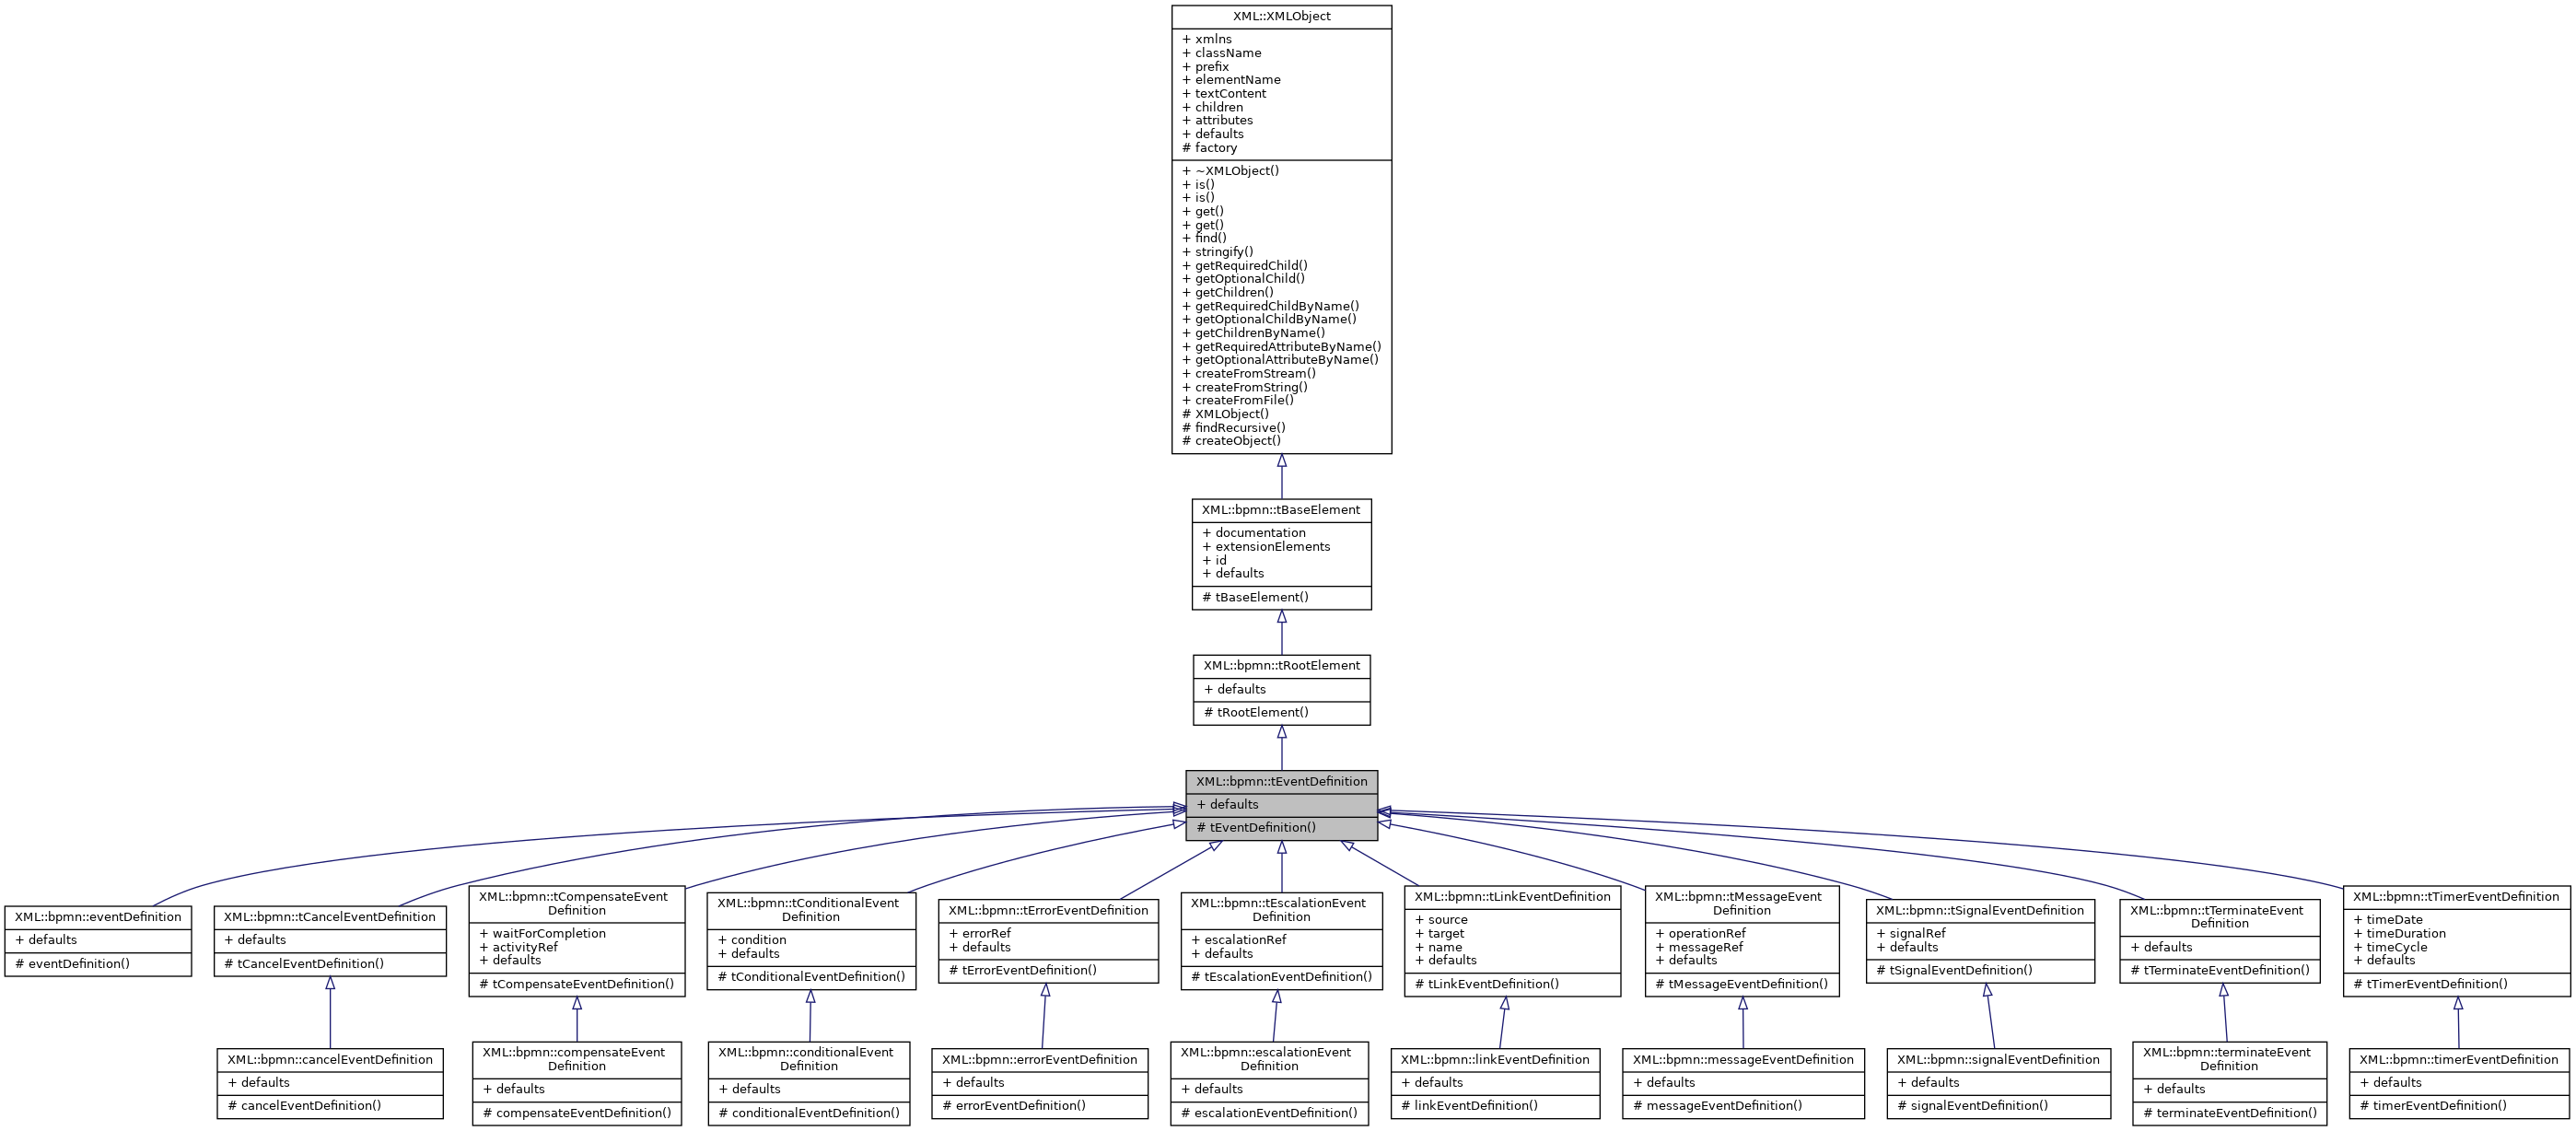 XML::XMLObject
+ xmlns
+ className
+ prefix
+ elementName
+ textContent
+ children
+ attributes
+ defaults
# factory
+ ~XMLObject()
+ is()
+ is()
+ get()
+ get()
+ find()
+ stringify()
+ getRequiredChild()
+ getOptionalChild()
+ getChildren()
+ getRequiredChildByName()
+ getOptionalChildByName()
+ getChildrenByName()
+ getRequiredAttributeByName()
+ getOptionalAttributeByName()
+ createFromStream()
+ createFromString()
+ createFromFile()
# XMLObject()
# findRecursive()
# createObject()
XML::bpmn::tBaseElement
+ documentation
+ extensionElements
+ id
+ defaults
# tBaseElement()
XML::bpmn::tRootElement
+ defaults
# tRootElement()
XML::bpmn::tEventDefinition
+ defaults
# tEventDefinition()
XML::bpmn::eventDefinition
+ defaults
# eventDefinition()
XML::bpmn::tCancelEventDefinition
+ defaults
# tCancelEventDefinition()
XML::bpmn::tCompensateEvent
Definition
+ waitForCompletion
+ activityRef
+ defaults
# tCompensateEventDefinition()
XML::bpmn::tConditionalEvent
Definition
+ condition
+ defaults
# tConditionalEventDefinition()
XML::bpmn::tErrorEventDefinition
+ errorRef
+ defaults
# tErrorEventDefinition()
XML::bpmn::tEscalationEvent
Definition
+ escalationRef
+ defaults
# tEscalationEventDefinition()
XML::bpmn::tLinkEventDefinition
+ source
+ target
+ name
+ defaults
# tLinkEventDefinition()
XML::bpmn::tMessageEvent
Definition
+ operationRef
+ messageRef
+ defaults
# tMessageEventDefinition()
XML::bpmn::tSignalEventDefinition
+ signalRef
+ defaults
# tSignalEventDefinition()
XML::bpmn::tTerminateEvent
Definition
+ defaults
# tTerminateEventDefinition()
XML::bpmn::tTimerEventDefinition
+ timeDate
+ timeDuration
+ timeCycle
+ defaults
# tTimerEventDefinition()
XML::bpmn::cancelEventDefinition
+ defaults
# cancelEventDefinition()
XML::bpmn::compensateEvent
Definition
+ defaults
# compensateEventDefinition()
XML::bpmn::conditionalEvent
Definition
+ defaults
# conditionalEventDefinition()
XML::bpmn::errorEventDefinition
+ defaults
# errorEventDefinition()
XML::bpmn::escalationEvent
Definition
+ defaults
# escalationEventDefinition()
XML::bpmn::linkEventDefinition
+ defaults
# linkEventDefinition()
XML::bpmn::messageEventDefinition
+ defaults
# messageEventDefinition()
XML::bpmn::signalEventDefinition
+ defaults
# signalEventDefinition()
XML::bpmn::terminateEvent
Definition
+ defaults
# terminateEventDefinition()
XML::bpmn::timerEventDefinition
+ defaults
# timerEventDefinition()